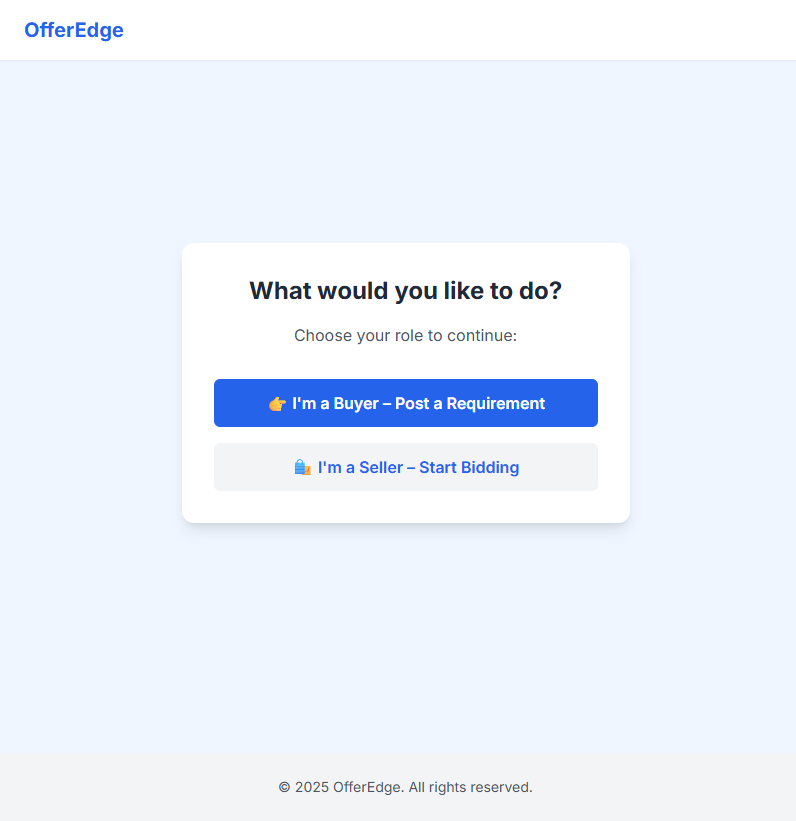 OfferEdge
What would you like to do?
Choose your role to continue:
👉 I'm a Buyer – Post a Requirement
🛍️ I'm a Seller – Start Bidding
© 2025 OfferEdge. All rights reserved.